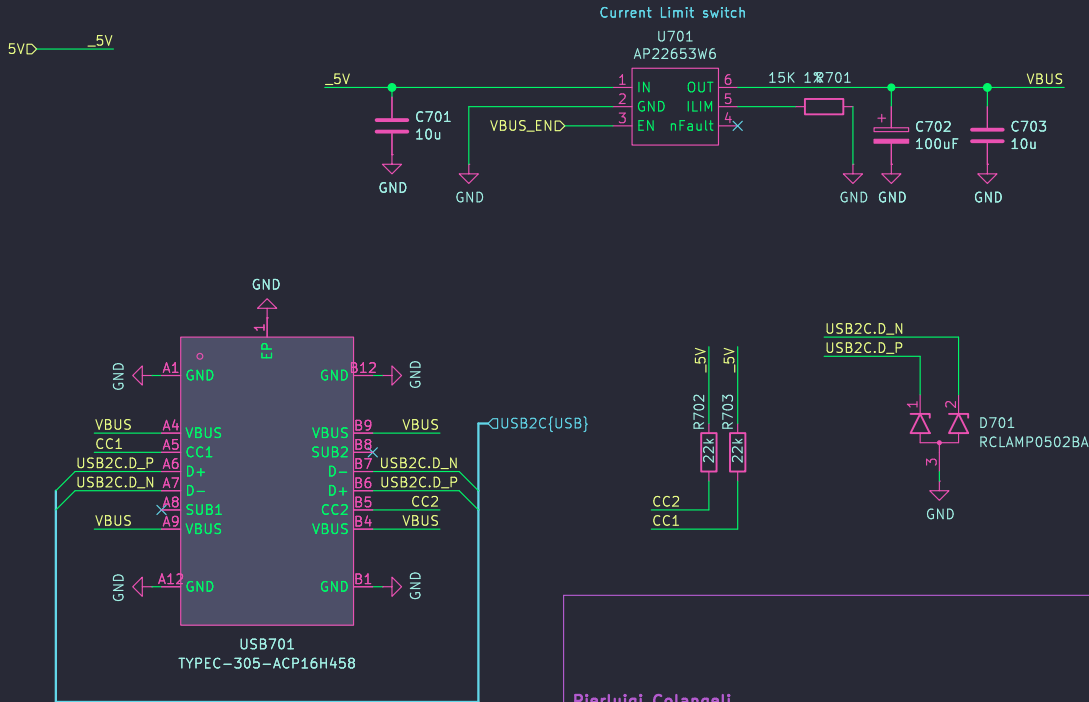 Current Limit switch
U701
AP22653W6
5V
_5V
_5V
1 IN OUT 6
2 GND ILIM 5
3 EN nFault 4
VBUS_EN
15K 1% R701
VBUS
C701
10u
C702
100uF
C703
10u
GND
GND
GND
GND
GND
GND
1
EP
GND
A1
GND
GND
B12
GND
VBUS
A4
VBUS
VBUS
B9
VBUS
CC1
A5
CC1
SUB2
B8
USB2C.D_P
A6
D+
D-
B7
USB2C.D_N
USB2C.D_N
A7
D-
D+
B6
USB2C.D_P
A8
SUB1
CC2
B5
CC2
VBUS
A9
VBUS
VBUS
B4
VBUS
GND
A12
GND
GND
B1
GND
USB701
TYPEC-305-ACP16H458
USB2C{USB}
_5V
_5V
R702
R703
22k
22k
CC2
CC1
USB2C.D_N
USB2C.D_P
1
2
3
D701
RCLAMP0502BA
GND
Pierluigi Colangeli